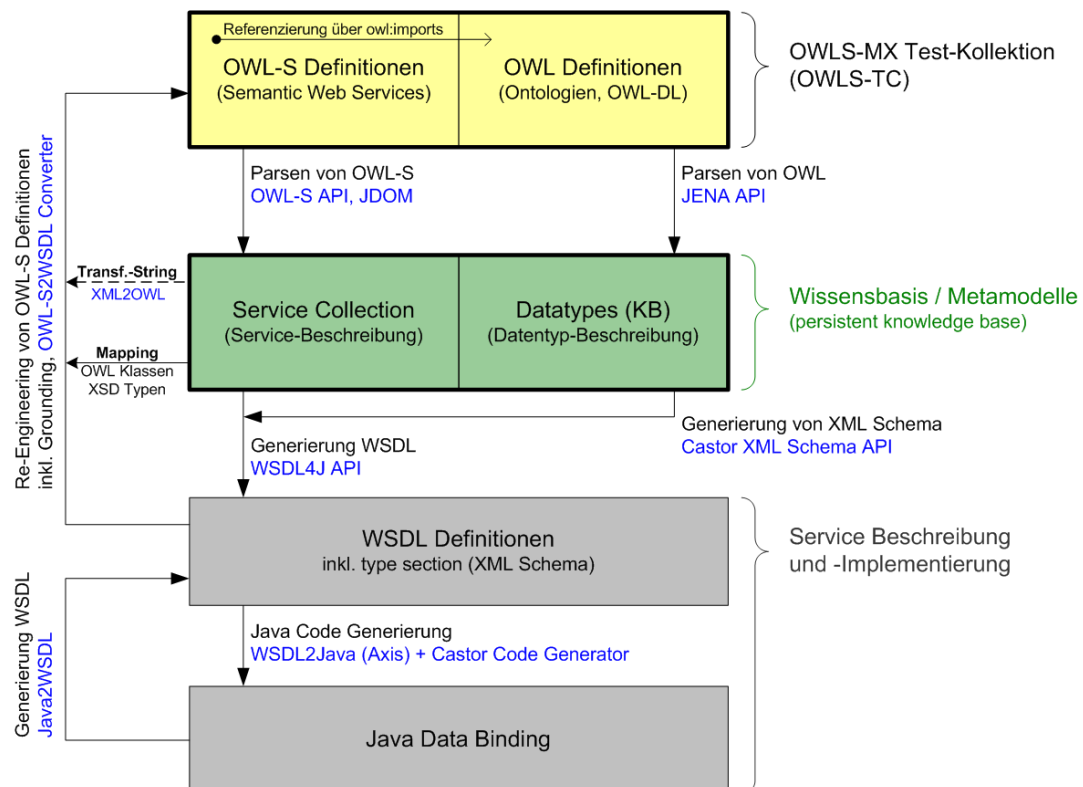 Referenzierung über owl:imports
OWL-S Definitionen
(Semantic Web Services)
OWL Definitionen
(Ontologien, OWL-DL)
OWLS-MX Test-Kollektion
(OWLS-TC)
Parsen von OWL-S
OWL-S API, JDOM
Parsen von OWL
JENA API
Re-Engineering von OWL-S Definitionen
inkl. Grounding, OWL-S2WSDL Converter
Transf.-String
XML2OWL
Mapping
OWL Klassen
XSD Typen
Service Collection
(Service-Beschreibung)
Datatypes (KB)
(Datentyp-Beschreibung)
Wissensbasis / Metamodelle
(persistent knowledge base)
Generierung WSDL
WSDL4J API
Generierung von XML Schema
Castor XML Schema API
WSDL Definitionen
inkl. type section (XML Schema)
Service Beschreibung
und -Implementierung
Generierung WSDL
Java2WSDL
Java Code Generierung
WSDL2Java (Axis) + Castor Code Generator
Java Data Binding